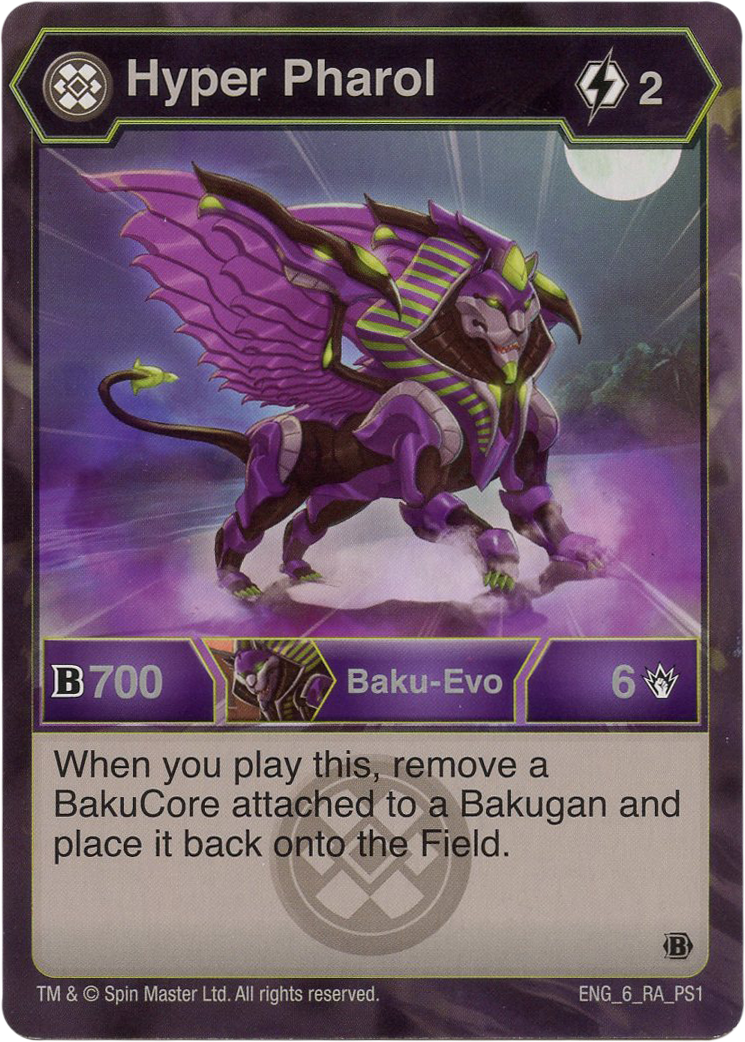 Hyper Pharol
2
B 700
Baku-Evo
6
When you play this, remove a
BakuCore attached to a Bakugan and
place it back onto the Field.
B
TM & © Spin Master Ltd. All rights reserved.
ENG_6_RA_PS1